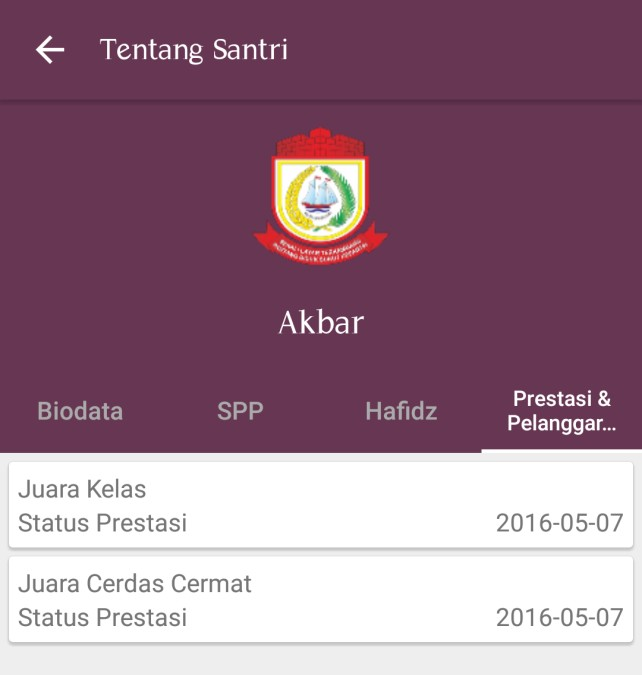 Tentang Santri
Akbar
Biodata
SPP
Hafidz
Prestasi &
Pelanggar...
Juara Kelas
Status Prestasi 2016-05-07
Juara Cerdas Cermat
Status Prestasi 2016-05-07